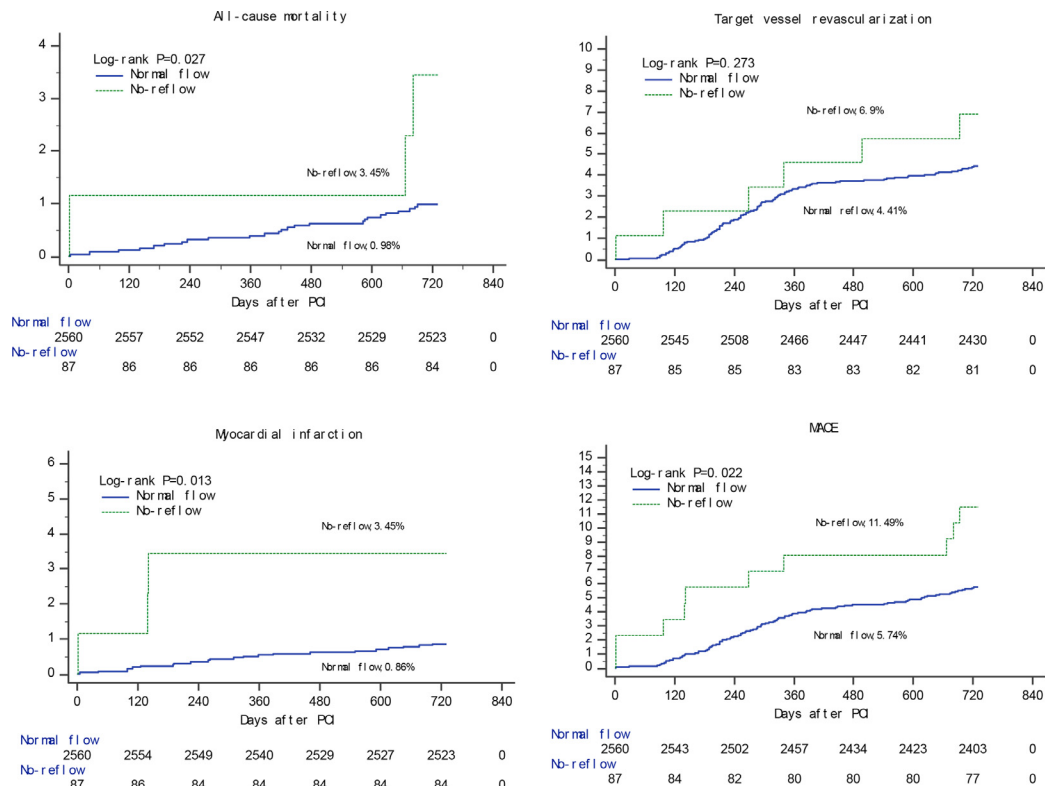 All-cause mortality
4
3
2
1
0
Log-rank P=0.027
Normal flow
No-reflow
No-reflow, 3.45%
Normal flow, 0.98%
0 120 240 360 480 600 720 840
Days after PCI
Normal flow
2560 2557 2552 2547 2532 2529 2523 0
No-reflow
87 86 86 86 86 86 84 0
Target vessel revascularization
10
9
8
7
6
5
4
3
2
1
0
Log-rank P=0.273
Normal flow
No-reflow
No-reflow, 6.9%
Normal reflow, 4.41%
0 120 240 360 480 600 720 840
Days after PCI
Normal flow
2560 2545 2508 2466 2447 2441 2430 0
No-reflow
87 85 85 83 83 82 81 0
Myocardial infarction
6
5
4
3
2
1
0
Log-rank P=0.013
Normal flow
No-reflow
No-reflow, 3.45%
Normal flow, 0.86%
0 120 240 360 480 600 720 840
Days after PCI
Normal flow
2560 2554 2549 2540 2529 2527 2523 0
No-reflow
87 86 84 84 84 84 84 0
MACE
15
14
13
12
11
10
9
8
7
6
5
4
3
2
1
0
Log-rank P=0.022
Normal flow
No-reflow
No-reflow, 11.49%
Normal flow, 5.74%
0 120 240 360 480 600 720 840
Days after PCI
Normal flow
2560 2543 2502 2457 2434 2423 2403 0
No-reflow
87 84 82 80 80 80 77 0